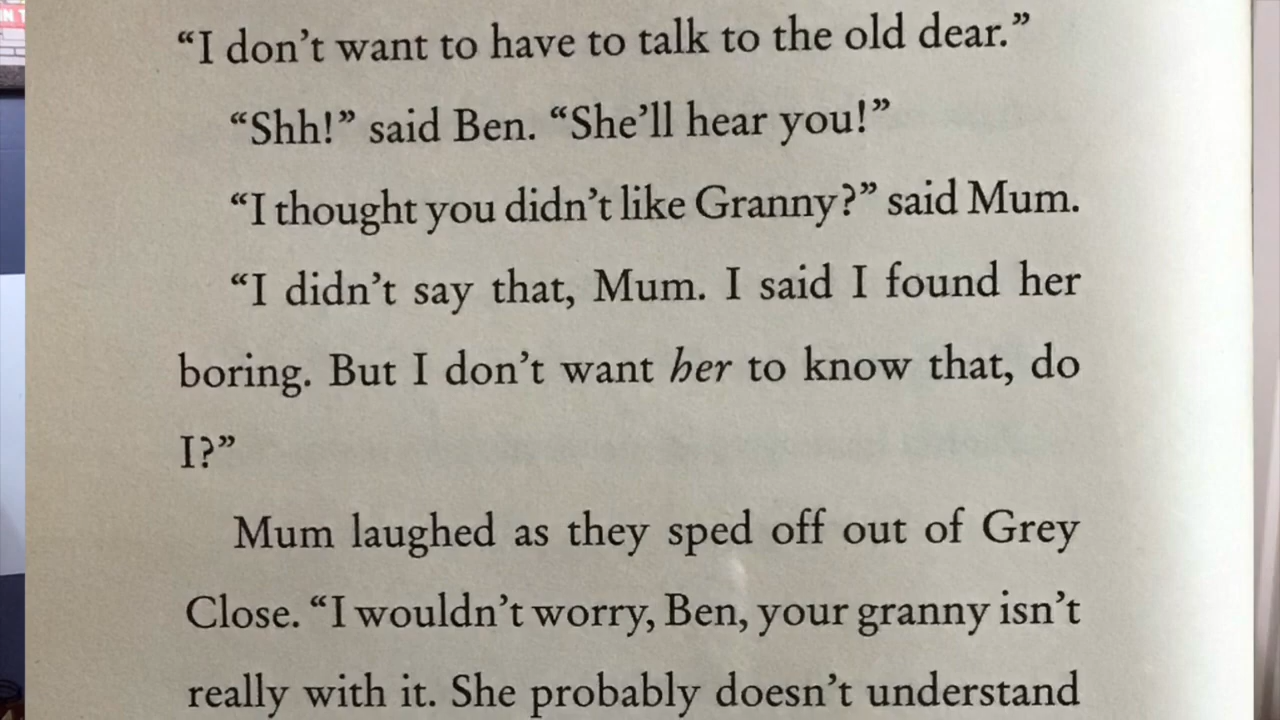 “I don’t want to have to talk to the old dear.”
“Shh!” said Ben. “She’ll hear you!”
“I thought you didn’t like Granny?” said Mum.
“I didn’t say that, Mum. I said I found her
boring. But I don’t want her to know that, do
I?”
Mum laughed as they sped off out of Grey
Close. “I wouldn’t worry, Ben, your granny isn’t
really with it. She probably doesn’t understand